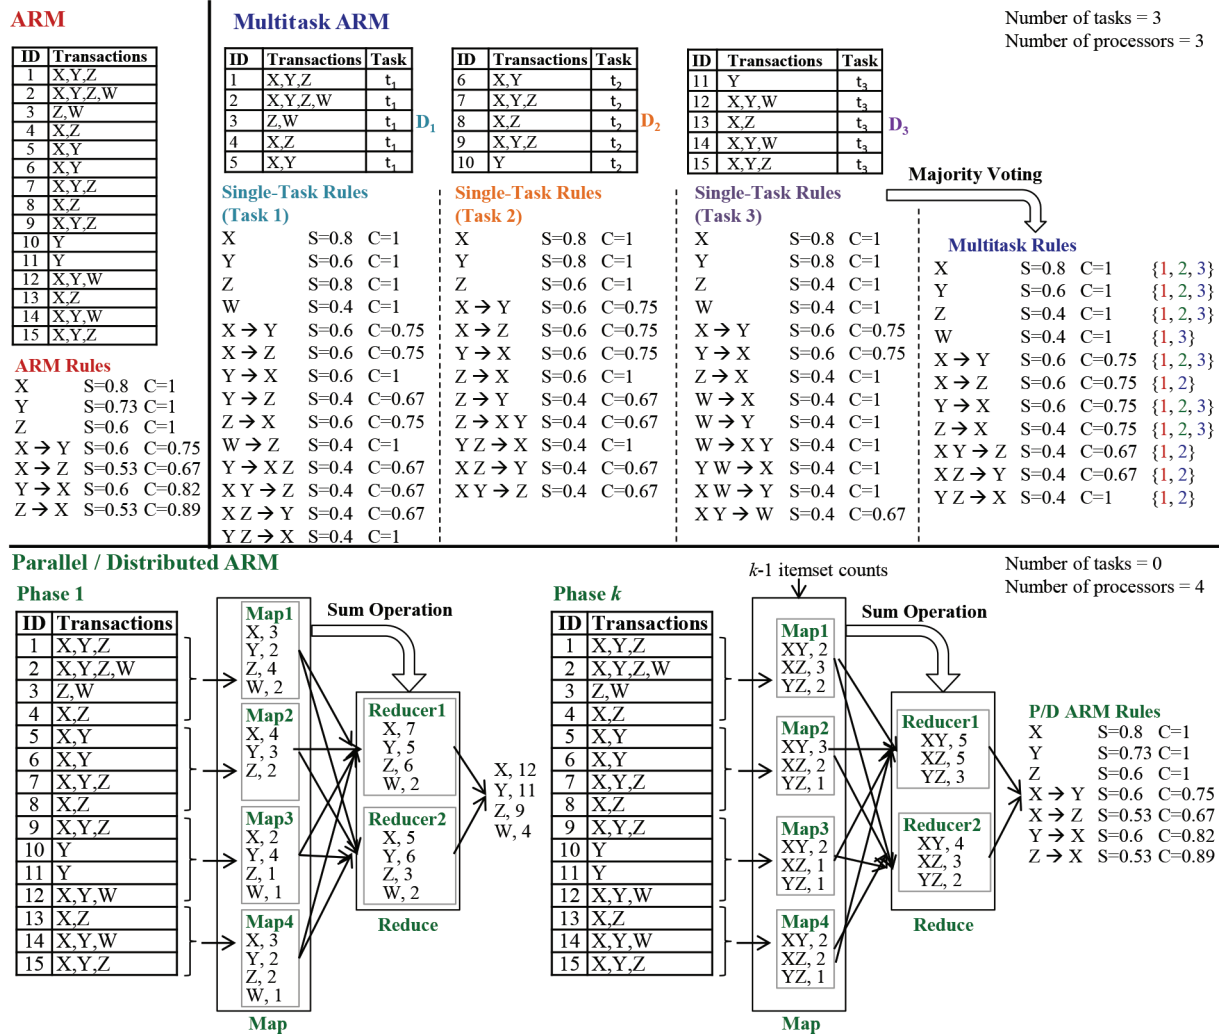 ARM
ID Transactions
1 X,Y,Z
2 X,Y,Z,W
3 Z,W
4 X,Z
5 X,Y
6 X,Y
7 X,Y,Z
8 X,Z
9 X,Y,Z
10 Y
11 Y
12 X,Y,W
13 X,Z
14 X,Y,W
15 X,Y,Z
ARM Rules
X S=0.8 C=1
Y S=0.73 C=1
Z S=0.6 C=1
X → Y S=0.6 C=0.75
X → Z S=0.53 C=0.67
Y → X S=0.6 C=0.82
Z → X S=0.53 C=0.89
Multitask ARM
Number of tasks = 3
Number of processors = 3
ID Transactions Task
1 X,Y,Z t1
2 X,Y,Z,W t1
3 Z,W t1
4 X,Z t1
5 X,Y t1
D1
Single-Task Rules
(Task 1)
X S=0.8 C=1
Y S=0.6 C=1
Z S=0.8 C=1
W S=0.4 C=1
X → Y S=0.6 C=0.75
X → Z S=0.6 C=0.75
Y → X S=0.6 C=1
Y → Z S=0.4 C=0.67
Z → X S=0.6 C=0.75
W → Z S=0.4 C=1
Y → X Z S=0.4 C=0.67
X Y → Z S=0.4 C=0.67
X Z → Y S=0.4 C=0.67
Y Z → X S=0.4 C=1
ID Transactions Task
6 X,Y t2
7 X,Y,Z t2
8 X,Z t2
9 X,Y,Z t2
10 Y t2
D2
Single-Task Rules
(Task 2)
X S=0.8 C=1
Y S=0.8 C=1
Z S=0.6 C=1
X → Y S=0.6 C=0.75
X → Z S=0.6 C=0.75
Y → X S=0.6 C=0.75
Z → X S=0.6 C=1
Z → Y S=0.4 C=0.67
Z → X Y S=0.4 C=0.67
Y Z → X S=0.4 C=1
X Z → Y S=0.4 C=0.67
X Y → Z S=0.4 C=0.67
ID Transactions Task
11 Y t3
12 X,Y,W t3
13 X,Z t3
14 X,Y,W t3
15 X,Y,Z t3
D3
Single-Task Rules
(Task 3)
X S=0.8 C=1
Y S=0.8 C=1
Z S=0.4 C=1
W S=0.4 C=1
X → Y S=0.6 C=0.75
Y → X S=0.6 C=0.75
Z → X S=0.4 C=1
W → X S=0.4 C=1
W → Y S=0.4 C=1
W → X Y S=0.4 C=1
Y W → X S=0.4 C=1
X W → Y S=0.4 C=1
X Y → W S=0.4 C=0.67
Majority Voting
Multitask Rules
X S=0.8 C=1 {1, 2, 3}
Y S=0.6 C=1 {1, 2, 3}
Z S=0.4 C=1 {1, 2, 3}
W S=0.4 C=1 {1, 3}
X → Y S=0.6 C=0.75 {1, 2, 3}
X → Z S=0.6 C=0.75 {1, 2}
Y → X S=0.6 C=0.75 {1, 2, 3}
Z → X S=0.4 C=0.75 {1, 2, 3}
X Y → Z S=0.4 C=0.67 {1, 2}
X Z → Y S=0.4 C=0.67 {1, 2}
Y Z → X S=0.4 C=1 {1, 2}
Parallel / Distributed ARM
Number of tasks = 0
Number of processors = 4
Phase 1
ID Transactions
1 X,Y,Z
2 X,Y,Z,W
3 Z,W
4 X,Z
5 X,Y
6 X,Y
7 X,Y,Z
8 X,Z
9 X,Y,Z
10 Y
11 Y
12 X,Y,W
13 X,Z
14 X,Y,W
15 X,Y,Z
Map1
X, 3
Y, 2
Z, 4
W, 2
Map2
X, 4
Y, 3
Z, 2
Map3
X, 2
Y, 4
Z, 1
W, 1
Map4
X, 3
Y, 2
Z, 2
W, 1
Map
Sum Operation
Reducer1
X, 7
Y, 5
Z, 6
W, 2
Reducer2
X, 5
Y, 6
Z, 3
W, 2
Reduce
X, 12
Y, 11
Z, 9
W, 4
Phase k
ID Transactions
1 X,Y,Z
2 X,Y,Z,W
3 Z,W
4 X,Z
5 X,Y
6 X,Y
7 X,Y,Z
8 X,Z
9 X,Y,Z
10 Y
11 Y
12 X,Y,W
13 X,Z
14 X,Y,W
15 X,Y,Z
k-1 itemset counts
Map1
XY, 2
XZ, 3
YZ, 2
Map2
XY, 3
XZ, 2
YZ, 1
Map3
XY, 2
XZ, 1
YZ, 1
Map4
XY, 2
XZ, 2
YZ, 1
Map
Sum Operation
Reducer1
XY, 5
XZ, 5
YZ, 3
Reducer2
XY, 4
XZ, 3
YZ, 2
Reduce
P/D ARM Rules
X S=0.8 C=1
Y S=0.73 C=1
Z S=0.6 C=1
X → Y S=0.6 C=0.75
X → Z S=0.53 C=0.67
Y → X S=0.6 C=0.82
Z → X S=0.53 C=0.89